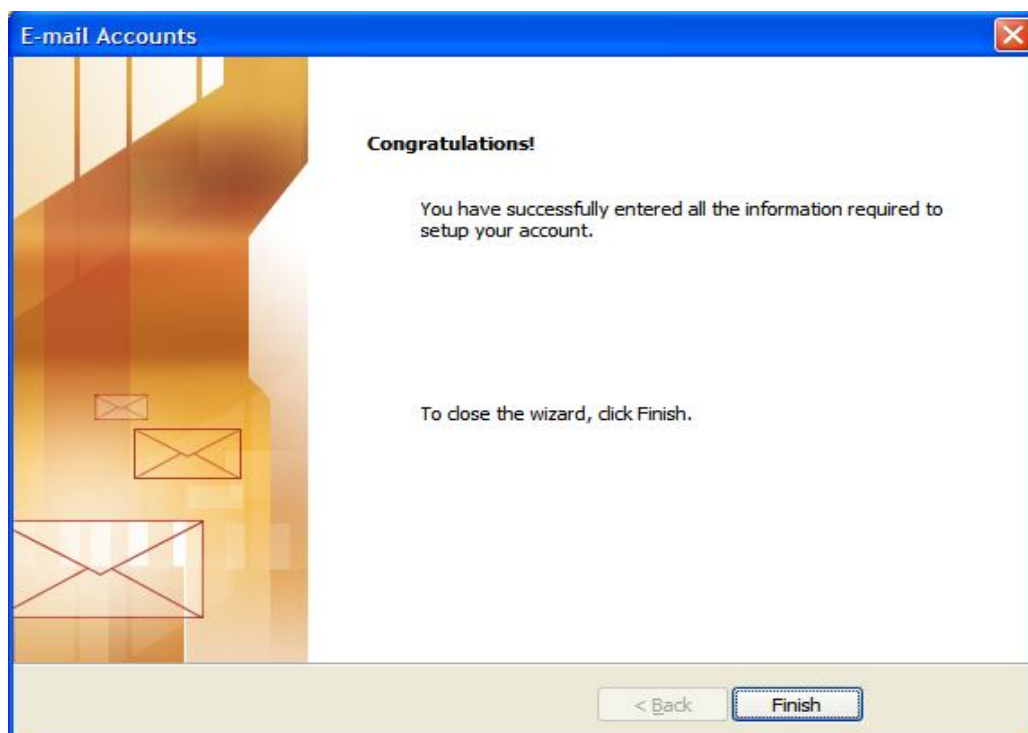 E-mail Accounts
Congratulations!
You have successfully entered all the information required to
setup your account.
To close the wizard, click Finish.
< Back
Finish